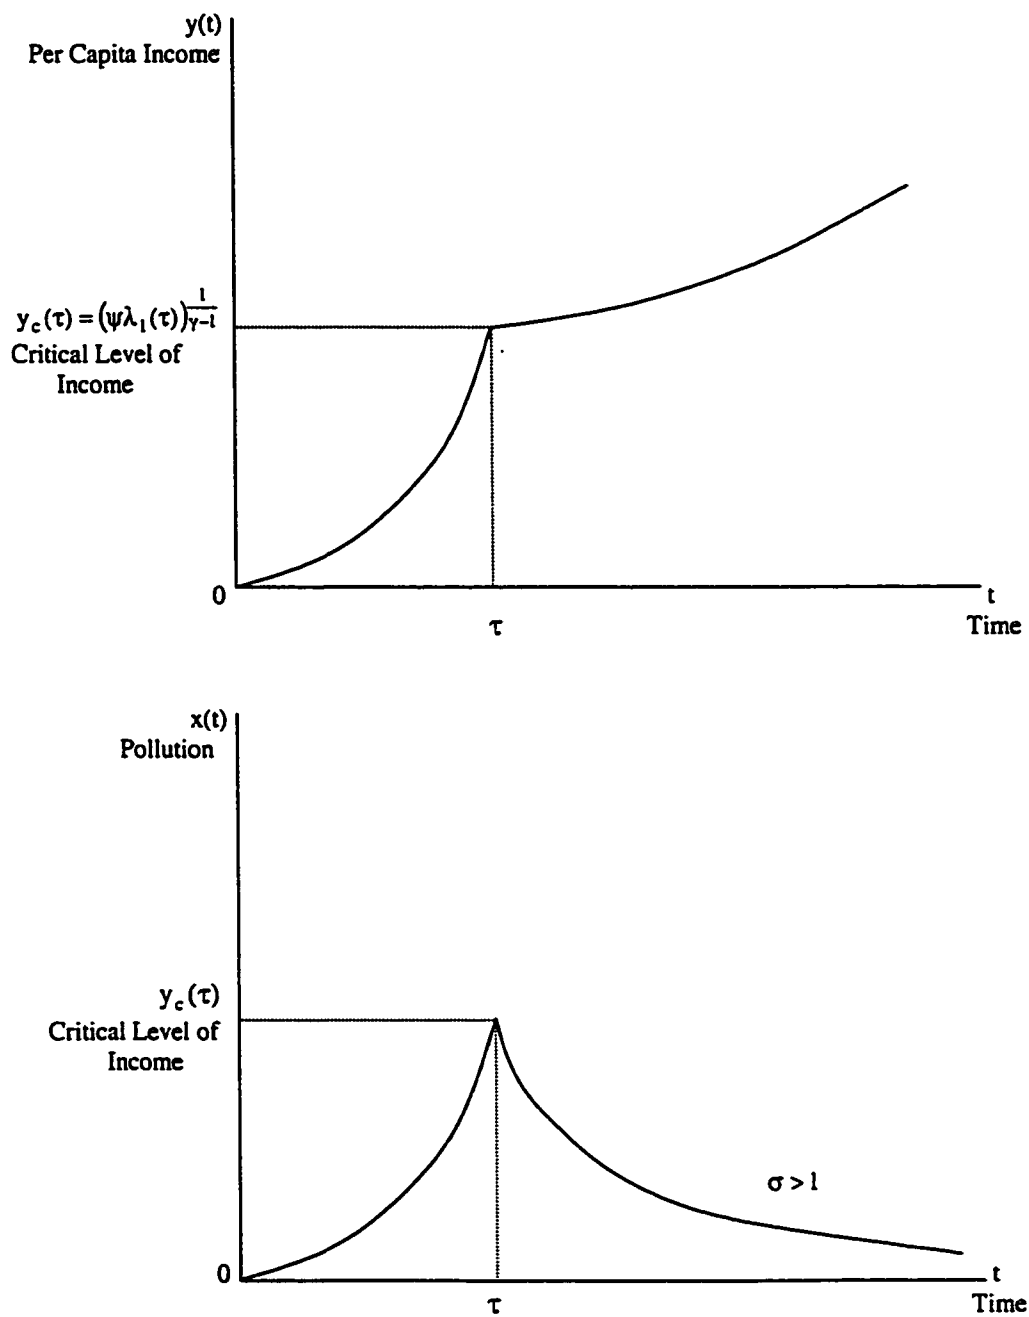 y(t)
Per Capita Income
y_c(τ) = (ψλ_1(τ))^{1/(γ-1)}
Critical Level of
Income
0
τ
t
Time
x(t)
Pollution
y_c(τ)
Critical Level of
Income
σ > 1
0
τ
t
Time